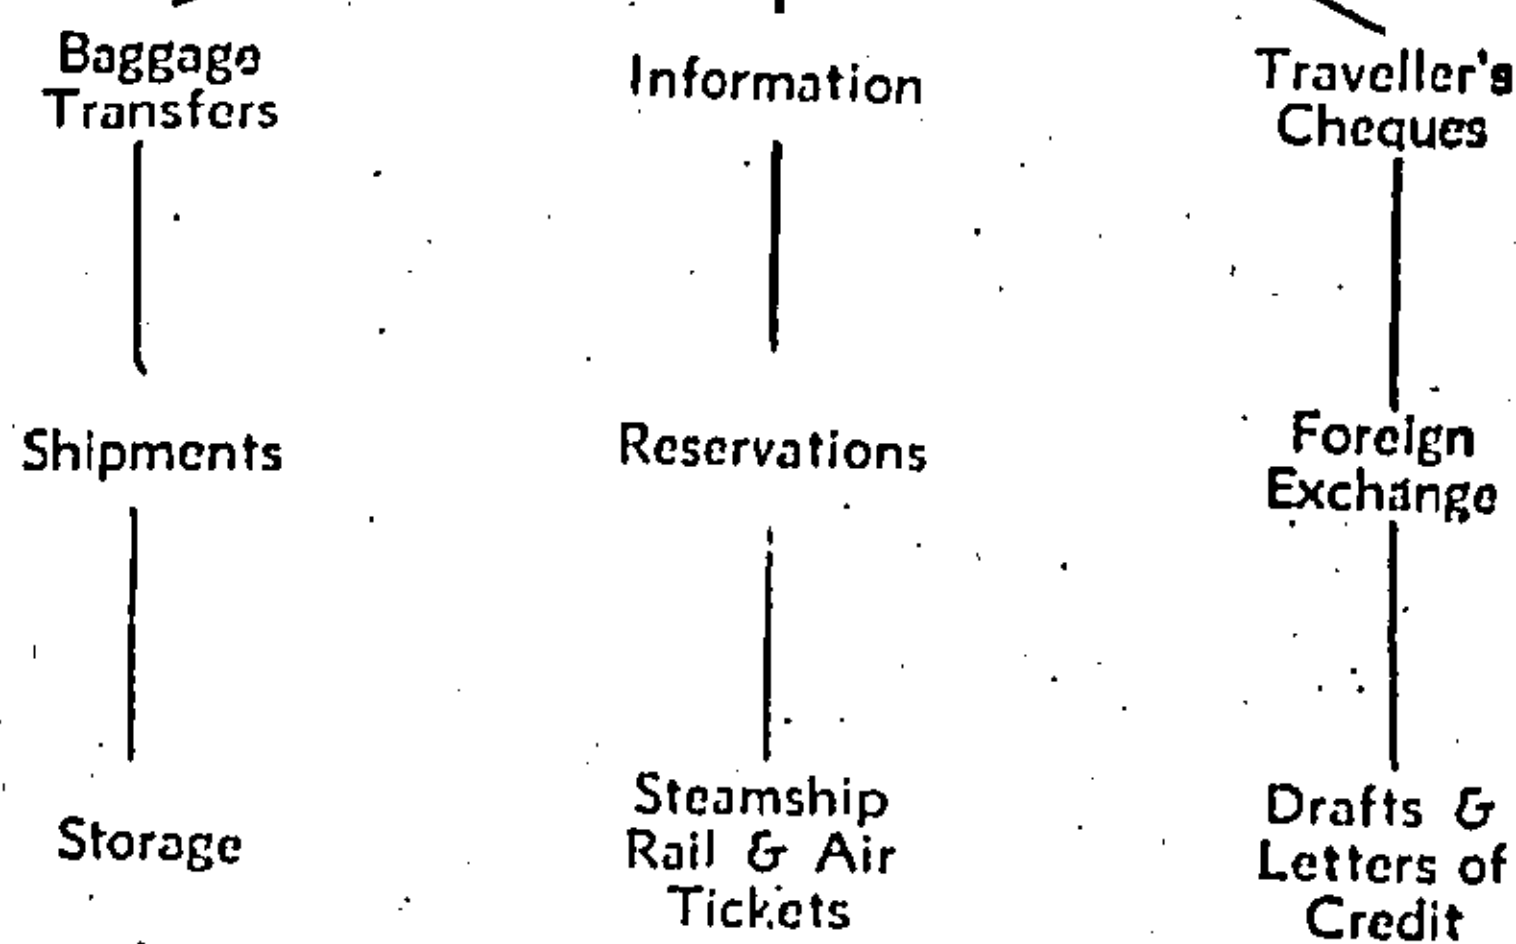 Baggage
Transfers
Information
Traveller's
Cheques
Shipments
Reservations
Foreign
Exchange
Storage
Steamship
Rail & Air
Tickets
Drafts &
Letters of
Credit